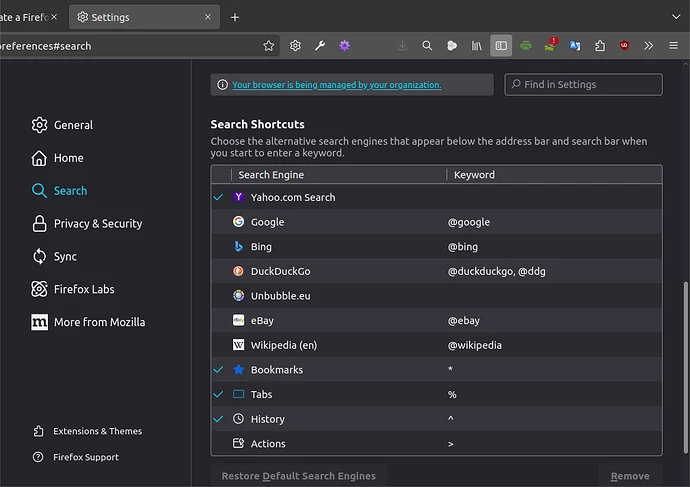 ate a Firefo
Settings
oreferences#search
Your browser is being managed by your organization.
Find in Settings
General
Home
Search
Privacy & Security
Sync
Firefox Labs
More from Mozilla
Extensions & Themes
Firefox Support
Search Shortcuts
Choose the alternative search engines that appear below the address bar and search bar when
you start to enter a keyword.
Search Engine Keyword
Yahoo.com Search
Google @google
Bing @bing
DuckDuckGo @duckduckgo, @ddg
Unbubble.eu
eBay @ebay
Wikipedia (en) @wikipedia
Bookmarks *
Tabs %
History ^
Actions >
Restore Default Search Engines Remove